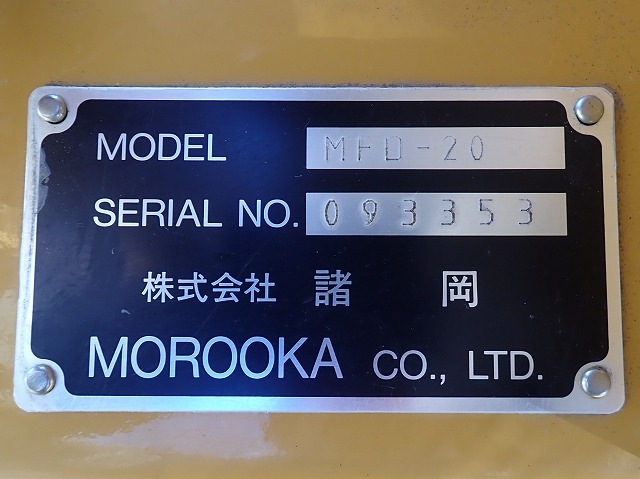 MODEL MFD-20
SERIAL NO. 093353
株式会社 諸 岡
MOROOKA CO., LTD.